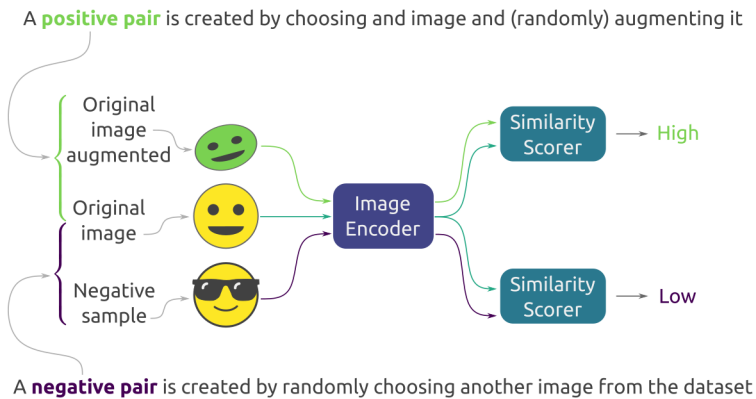 A positive pair is created by choosing and image and (randomly) augmenting it
Original
image
augmented
Original
image
Negative
sample
Image
Encoder
Similarity
Scorer
High
Similarity
Scorer
Low
A negative pair is created by randomly choosing another image from the dataset